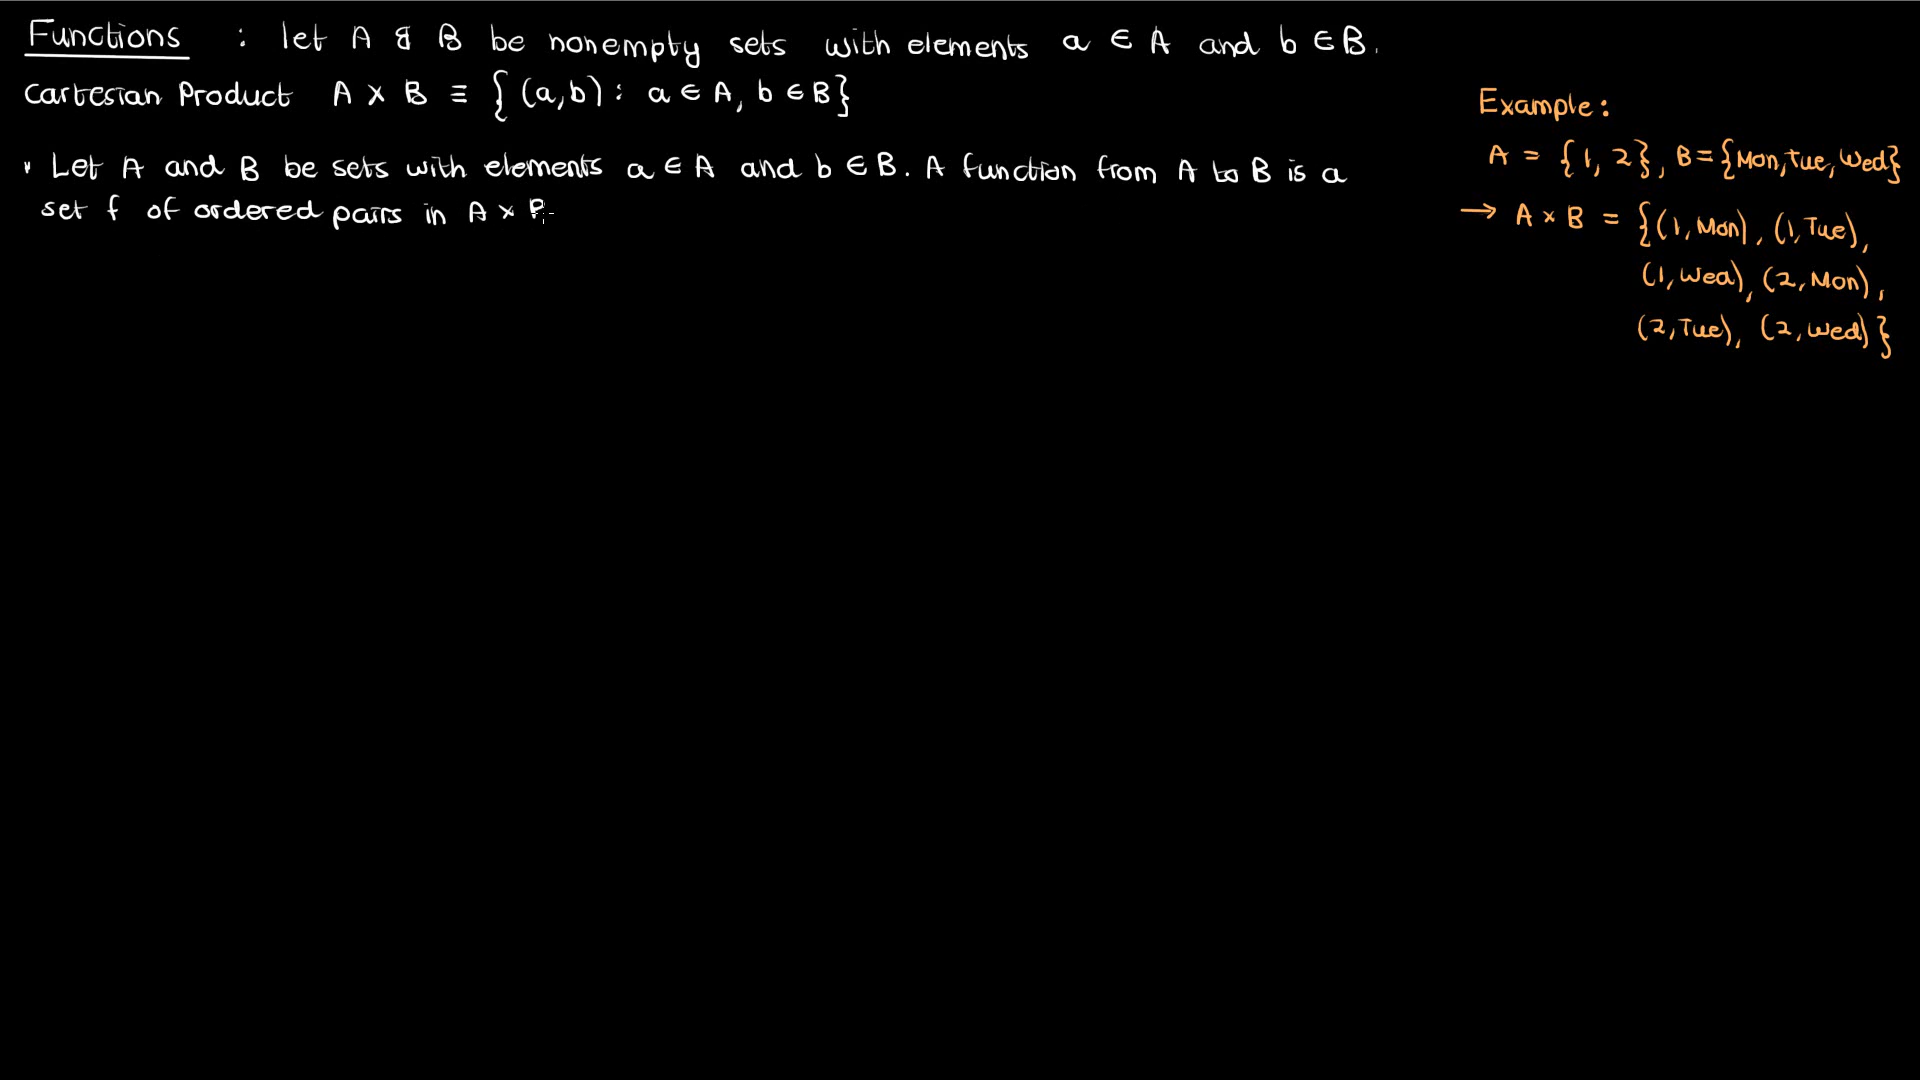 Functions : let A & B be nonempty sets with elements a ∈ A and b ∈ B.
Cartesian Product A × B ≡ { (a,b) : a ∈ A, b ∈ B}
" Let A and B be sets with elements a ∈ A and b ∈ B. A function from A to B is a
set f of ordered pairs in A × B
Example:
A = {1, 2}, B = {Mon,Tue,Wed}
→ A × B = {(1,Mon), (1,Tue),
(1,Wed), (2,Mon),
(2,Tue), (2,Wed)}